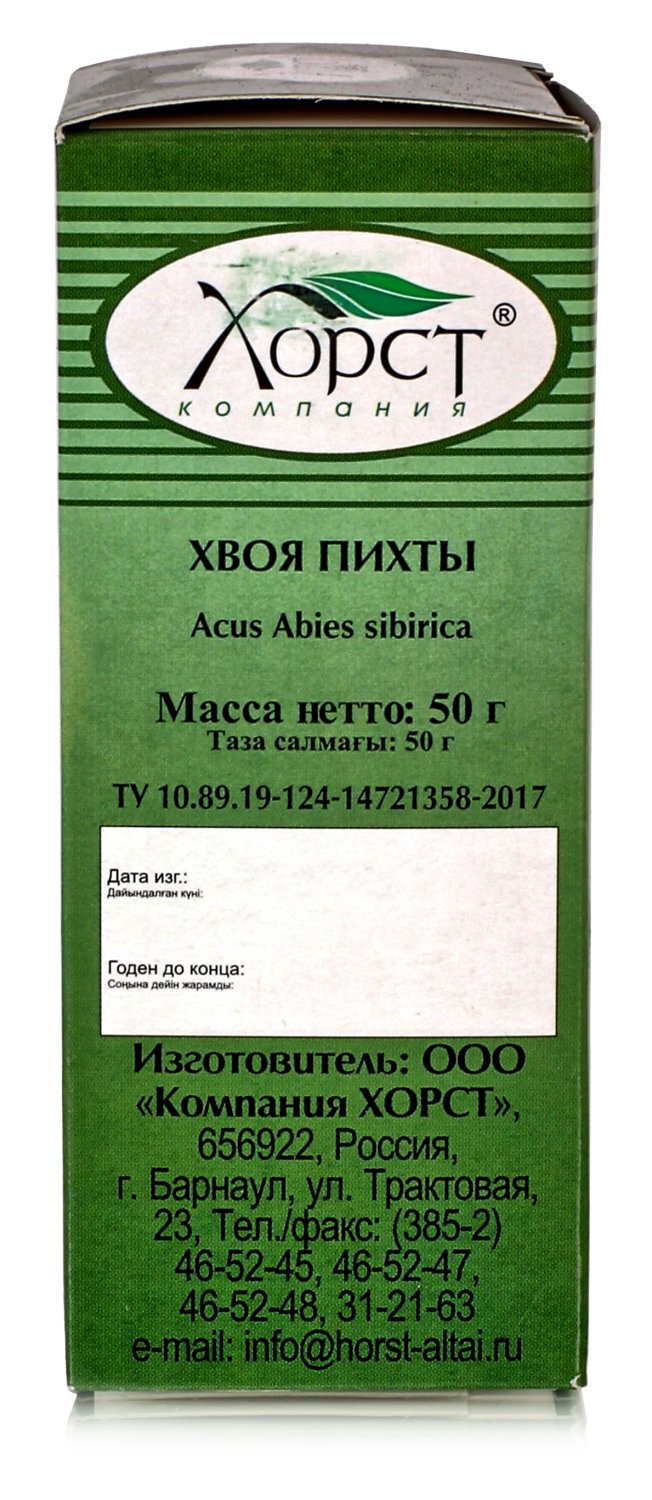 Хорст®
компания
ХВОЯ ПИХТЫ
Acus Abies sibirica
Масса нетто: 50 г
Таза салмағы: 50 г
ТУ 10.89.19-124-14721358-2017
Дата изг.:
Дайындалған күні:
Годен до конца:
Соңына дейін жарамды:
Изготовитель: ООО
«Компания ХОРСТ»,
656922, Россия,
г. Барнаул, ул. Трактовая,
23, Тел./факс: (385-2)
46-52-45, 46-52-47,
46-52-48, 31-21-63
e-mail: info@horst-altai.ru